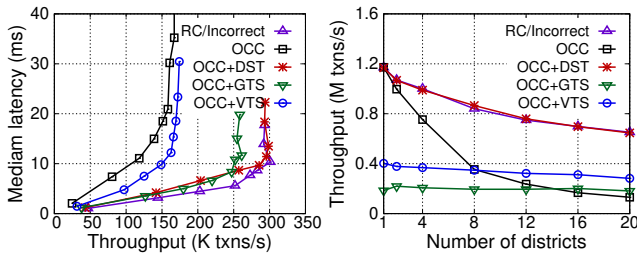 Mediam latency (ms)
40
30
20
10
0
0 50 100 150 200 250 300 350
Throughput (K txns/s)
RC/Incorrect
OCC
OCC+DST
OCC+GTS
OCC+VTS
Throughput (M txns/s)
1.6
1.2
0.8
0.4
0
1 4 8 12 16 20
Number of districts
RC/Incorrect
OCC
OCC+DST
OCC+GTS
OCC+VTS